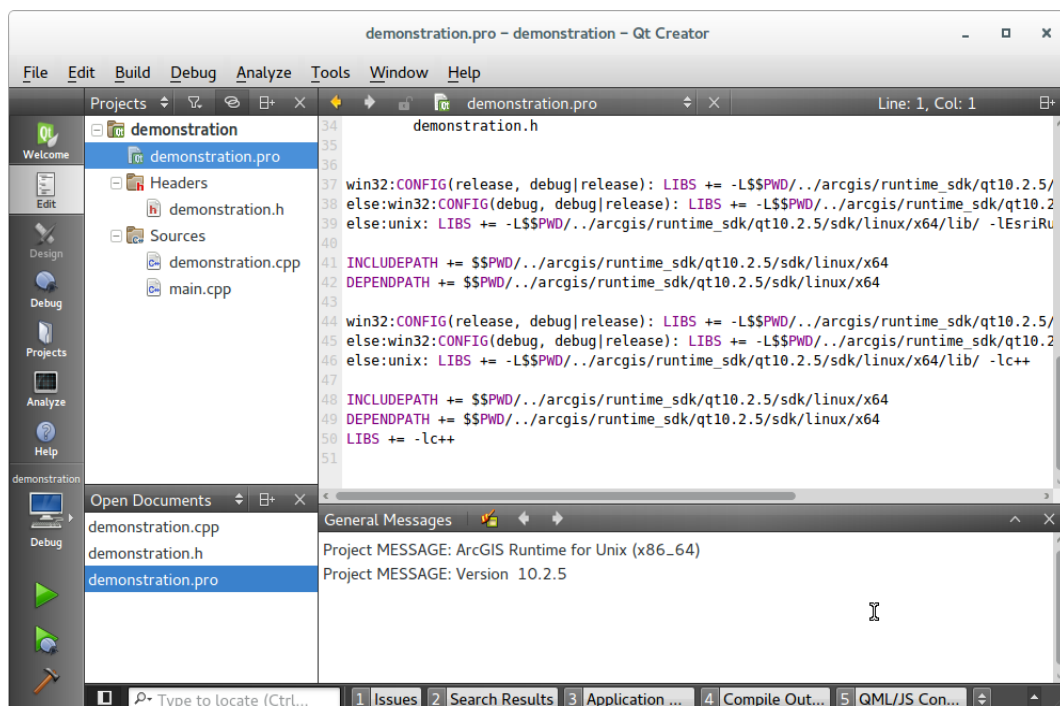 demonstration.pro – demonstration – Qt Creator
File Edit Build Debug Analyze Tools Window Help
Projects
demonstration.pro
Line: 1, Col: 1
Welcome
Edit
Design
Debug
Projects
Analyze
Help
demonstration
Debug
demonstration
demonstration.pro
Headers
demonstration.h
Sources
demonstration.cpp
main.cpp
Open Documents
demonstration.cpp
demonstration.h
demonstration.pro
34 demonstration.h
35
36
37 win32:CONFIG(release, debug|release): LIBS += -L$$PWD/../arcgis/runtime_sdk/qt10.2.5/
38 else:win32:CONFIG(debug, debug|release): LIBS += -L$$PWD/../arcgis/runtime_sdk/qt10.2
39 else:unix: LIBS += -L$$PWD/../arcgis/runtime_sdk/qt10.2.5/sdk/linux/x64/lib/ -lEsriRu
40
41 INCLUDEPATH += $$PWD/../arcgis/runtime_sdk/qt10.2.5/sdk/linux/x64
42 DEPENDPATH += $$PWD/../arcgis/runtime_sdk/qt10.2.5/sdk/linux/x64
43
44 win32:CONFIG(release, debug|release): LIBS += -L$$PWD/../arcgis/runtime_sdk/qt10.2.5/
45 else:win32:CONFIG(debug, debug|release): LIBS += -L$$PWD/../arcgis/runtime_sdk/qt10.2
46 else:unix: LIBS += -L$$PWD/../arcgis/runtime_sdk/qt10.2.5/sdk/linux/x64/lib/ -lc++
47
48 INCLUDEPATH += $$PWD/../arcgis/runtime_sdk/qt10.2.5/sdk/linux/x64
49 DEPENDPATH += $$PWD/../arcgis/runtime_sdk/qt10.2.5/sdk/linux/x64
50 LIBS += -lc++
51
General Messages
Project MESSAGE: ArcGIS Runtime for Unix (x86_64)
Project MESSAGE: Version 10.2.5
Type to locate (Ctrl...
1 Issues 2 Search Results 3 Application ... 4 Compile Out... 5 QML/JS Con...